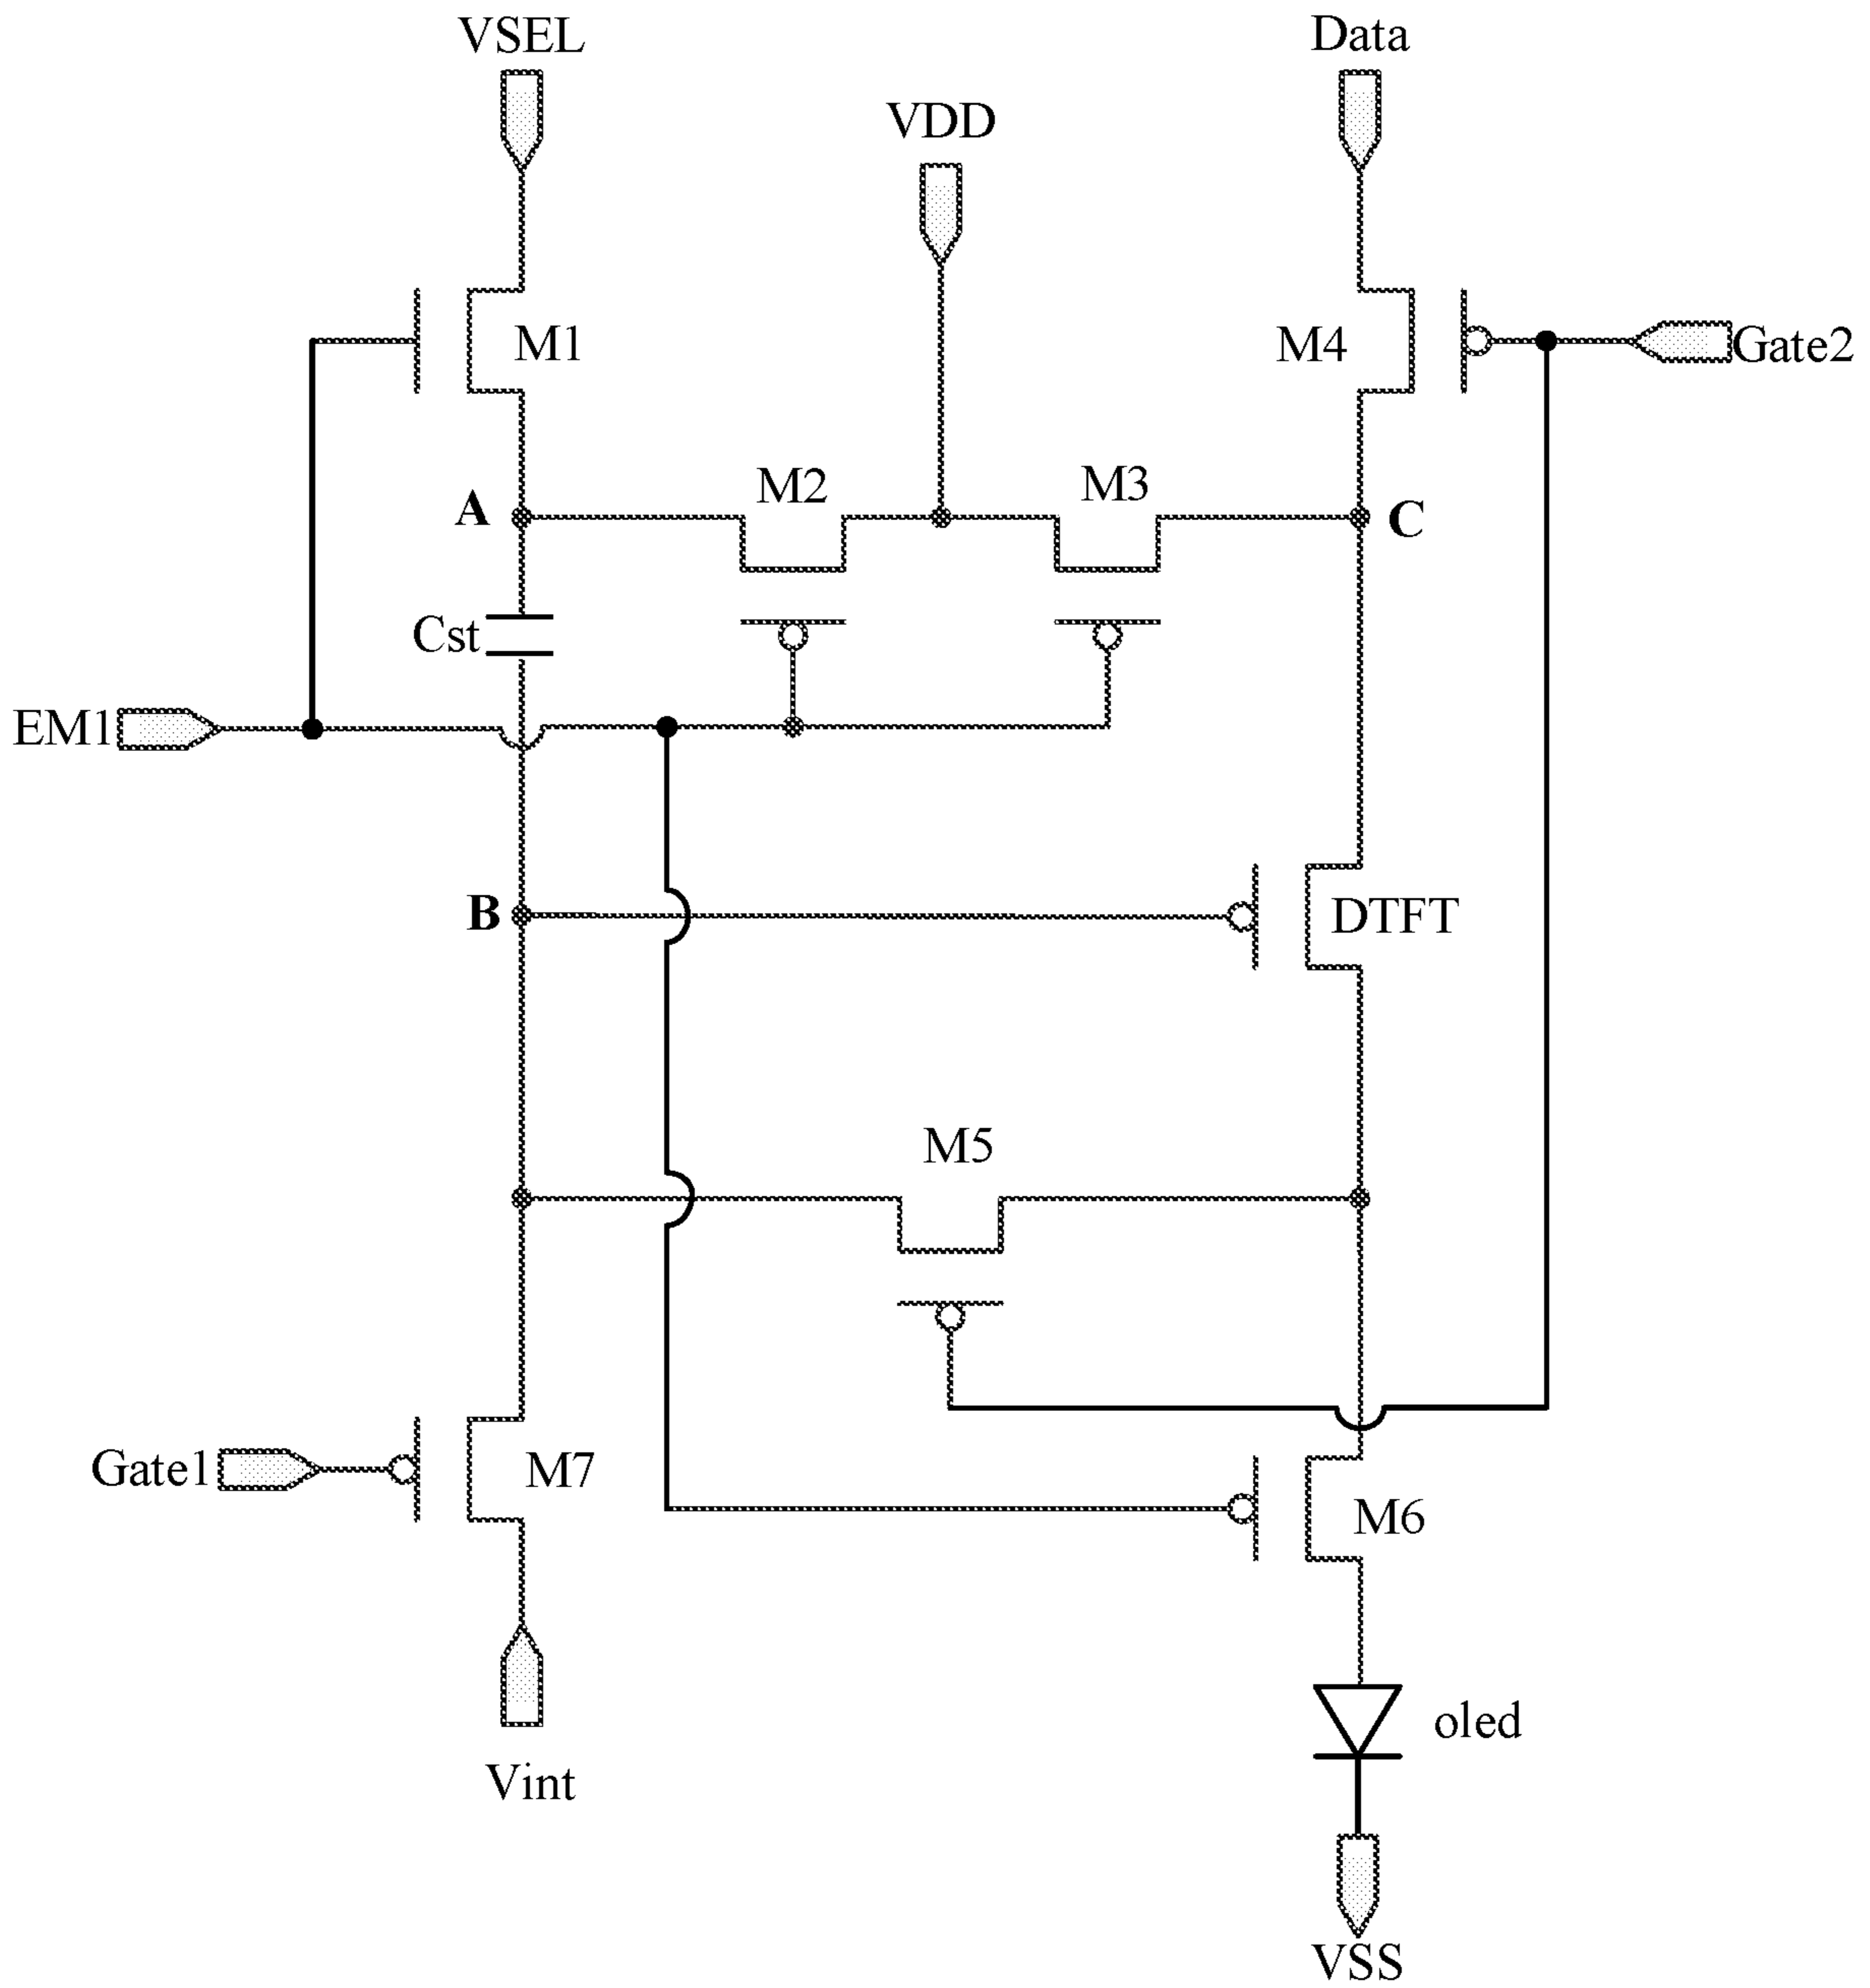 VSEL
Data
VDD
M1
M4
Gate2
M2
M3
A
C
Cst
EM1
B
DTFT
M5
Gate1
M7
M6
oled
Vint
VSS